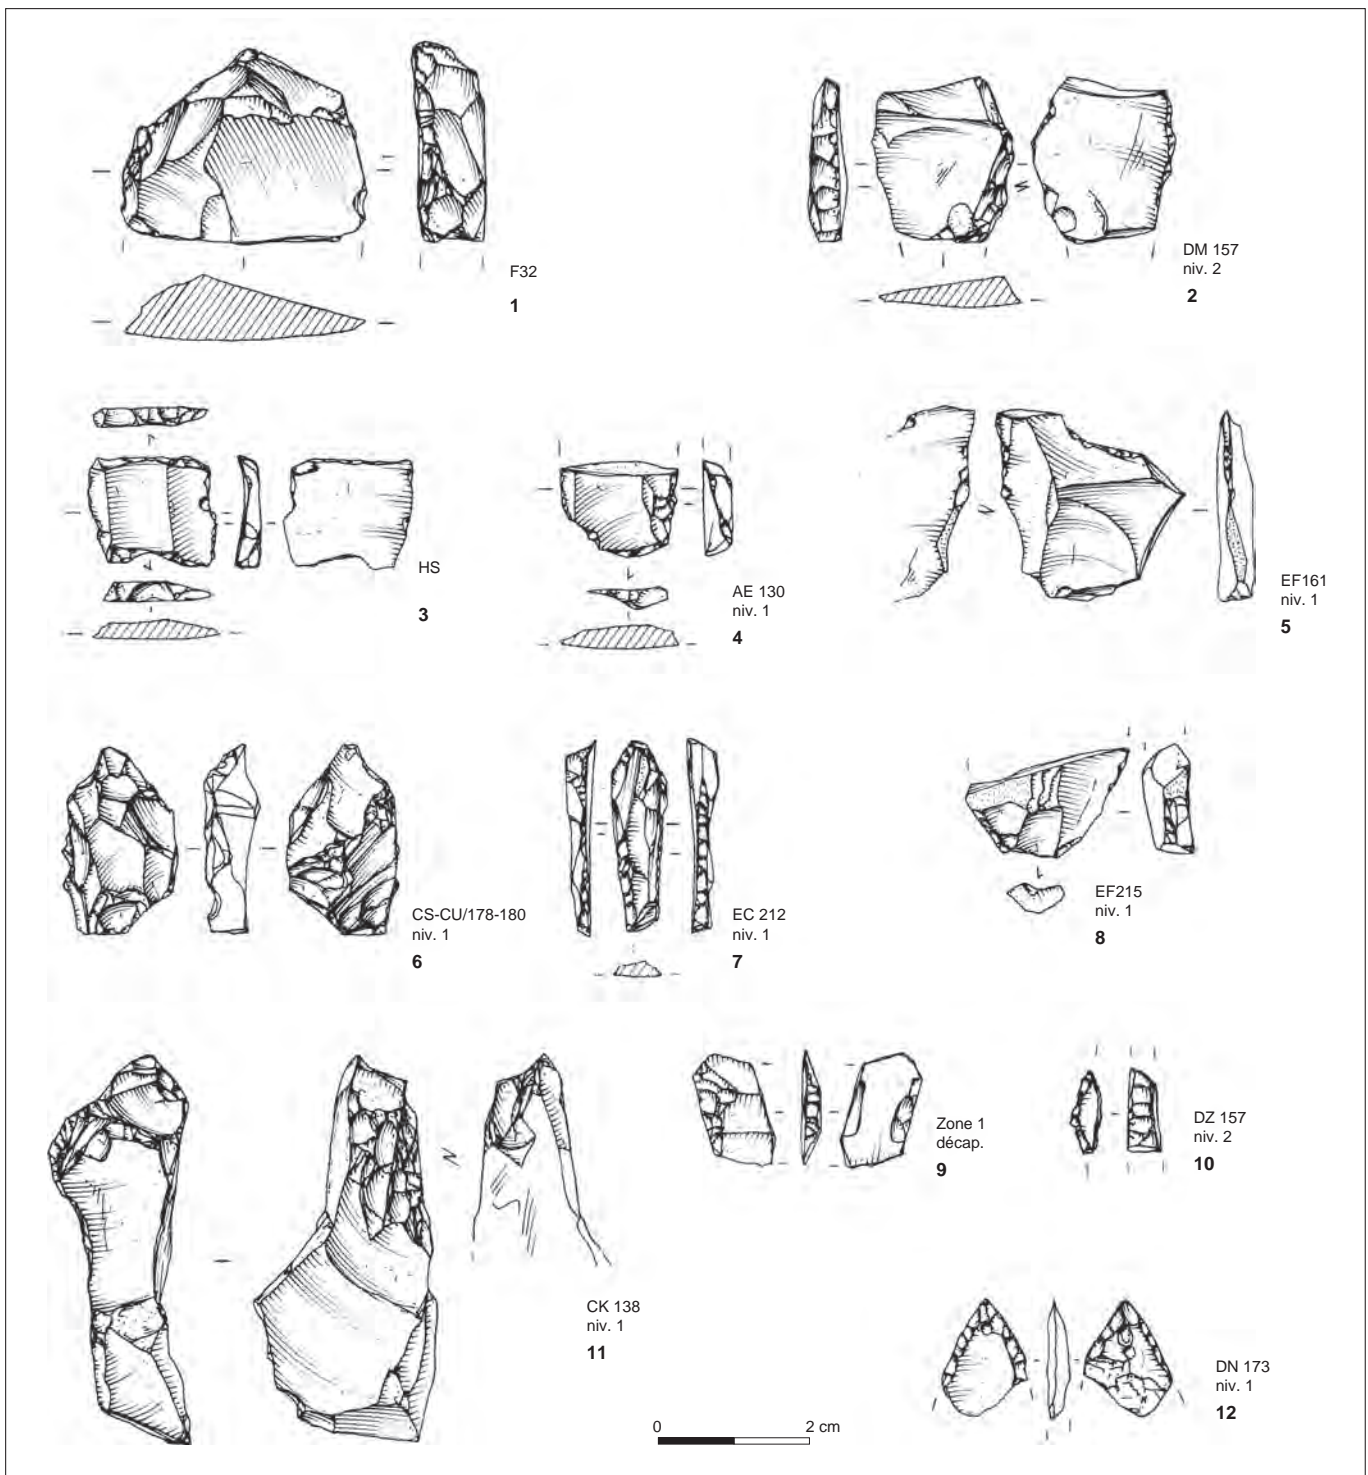 F32
1
DM 157
niv. 2
2
HS
3
AE 130
niv. 1
4
EF161
niv. 1
5
CS-CU/178-180
niv. 1
6
EC 212
niv. 1
7
EF215
niv. 1
8
Zone 1
décap.
9
DZ 157
niv. 2
10
CK 138
niv. 1
11
DN 173
niv. 1
12
0 2 cm